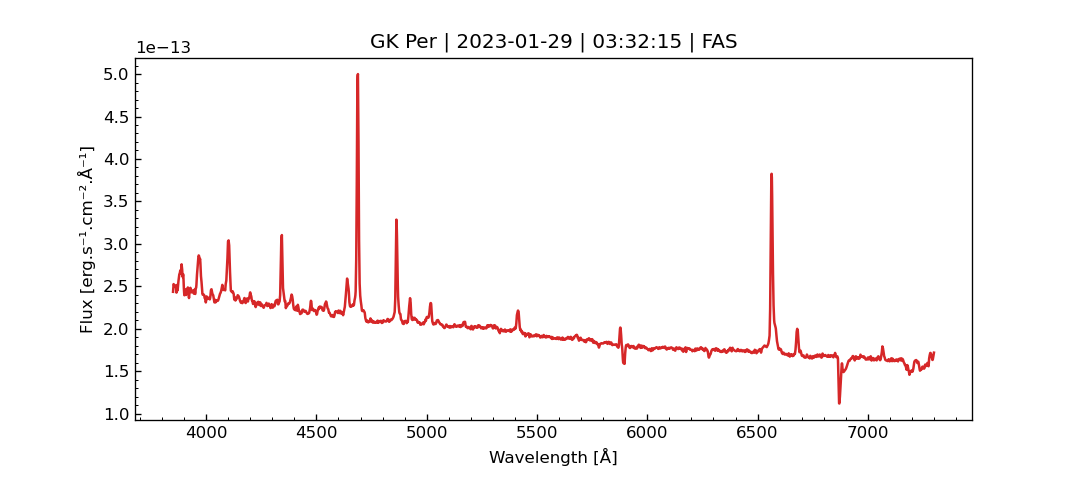 GK Per | 2023-01-29 | 03:32:15 | FAS
1e−13
5.0
4.5
4.0
3.5
3.0
2.5
2.0
1.5
1.0
Flux [erg.s⁻¹.cm⁻².Å⁻¹]
4000 4500 5000 5500 6000 6500 7000
Wavelength [Å]